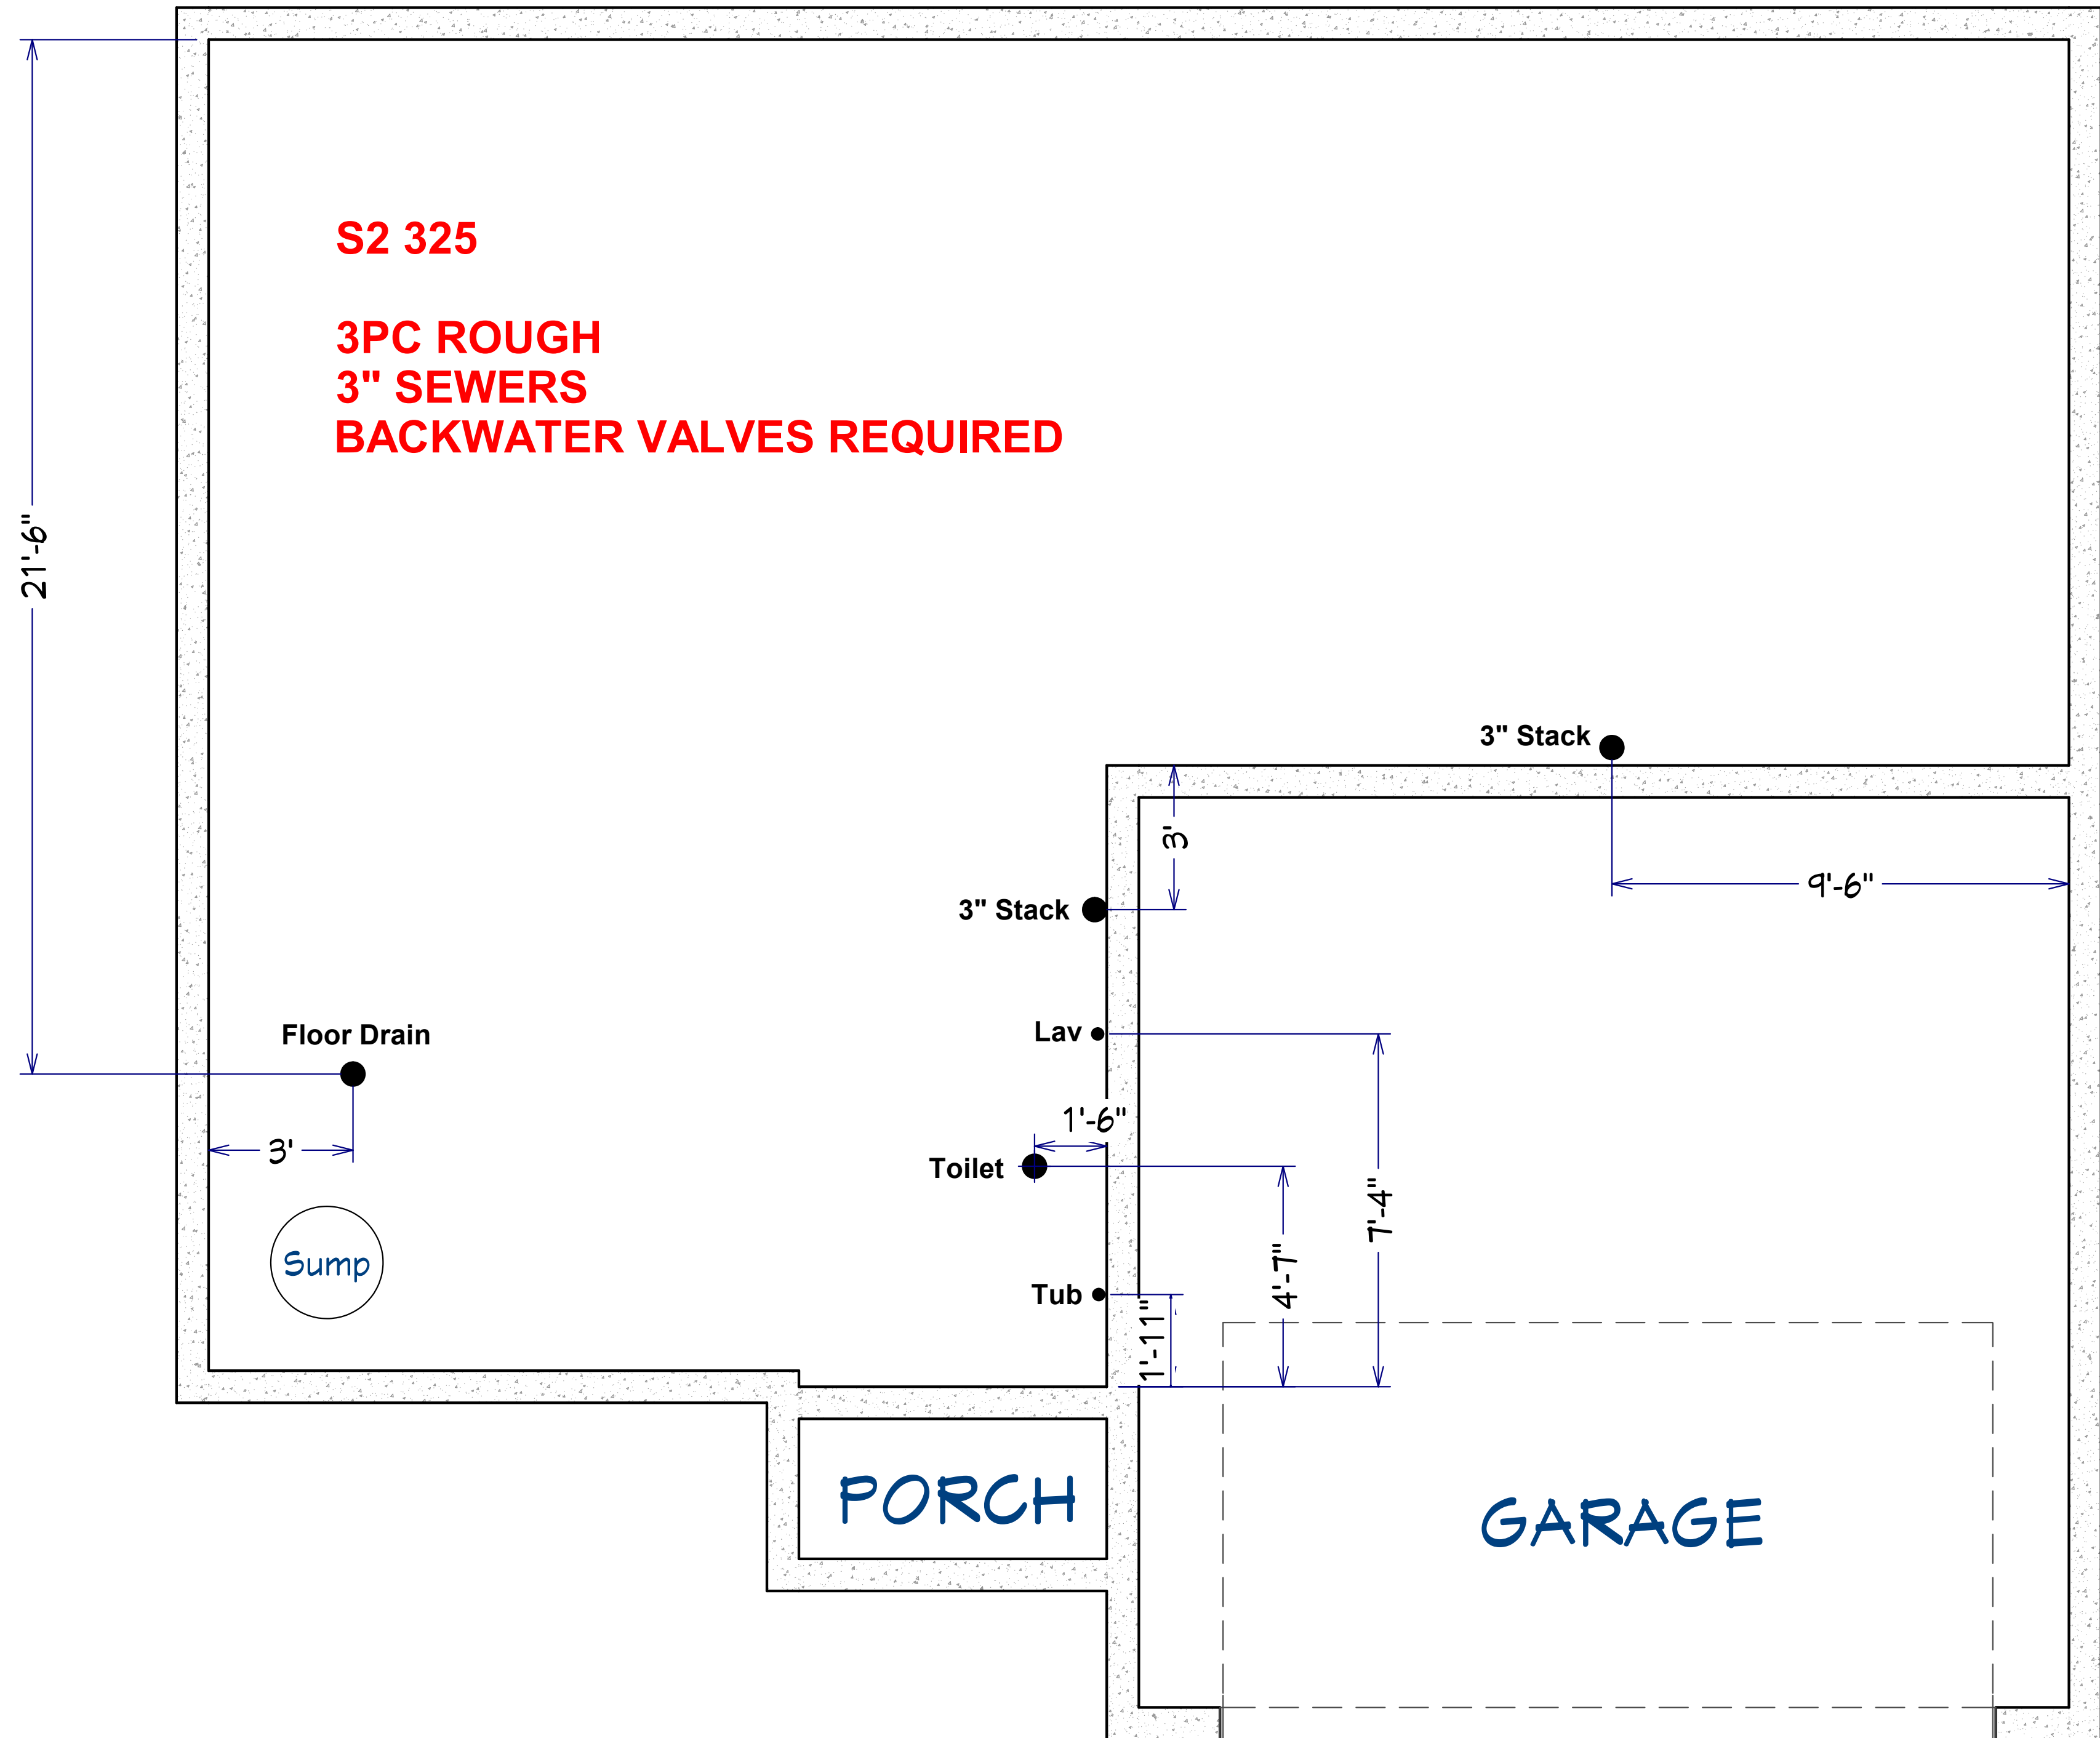 S2 325
3PC ROUGH
3" SEWERS
BACKWATER VALVES REQUIRED
21'-6"
3" Stack
3'
9'-6"
3" Stack
Floor Drain
Lav
1'-6"
3'
Toilet
7'-4"
Sump
4'-7"
Tub
1'-11"
PORCH
GARAGE